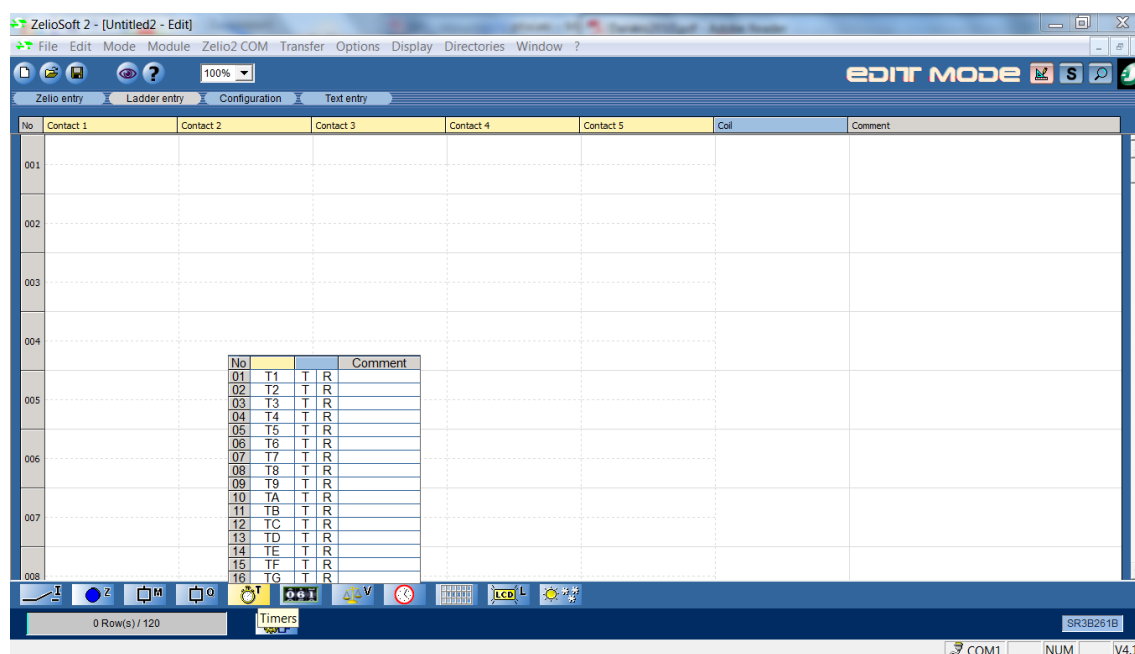 ZelioSoft 2 - [Untitled2 - Edit]
File Edit Mode Module Zelio2 COM Transfer Options Display Directories Window ?
100% EDIT MODE S
Zelio entry Ladder entry Configuration Text entry
No Contact 1 Contact 2 Contact 3 Contact 4 Contact 5 Coil Comment
001
002
003
004
005
006
007
008
No Comment
01 T1 T R
02 T2 T R
03 T3 T R
04 T4 T R
05 T5 T R
06 T6 T R
07 T7 T R
08 T8 T R
09 T9 T R
10 TA T R
11 TB T R
12 TC T R
13 TD T R
14 TE T R
15 TF T R
16 TG T R
I Z M O T 061 V LCD L
0 Row(s) / 120 Timers SR3B261B
COM1 NUM V4.1